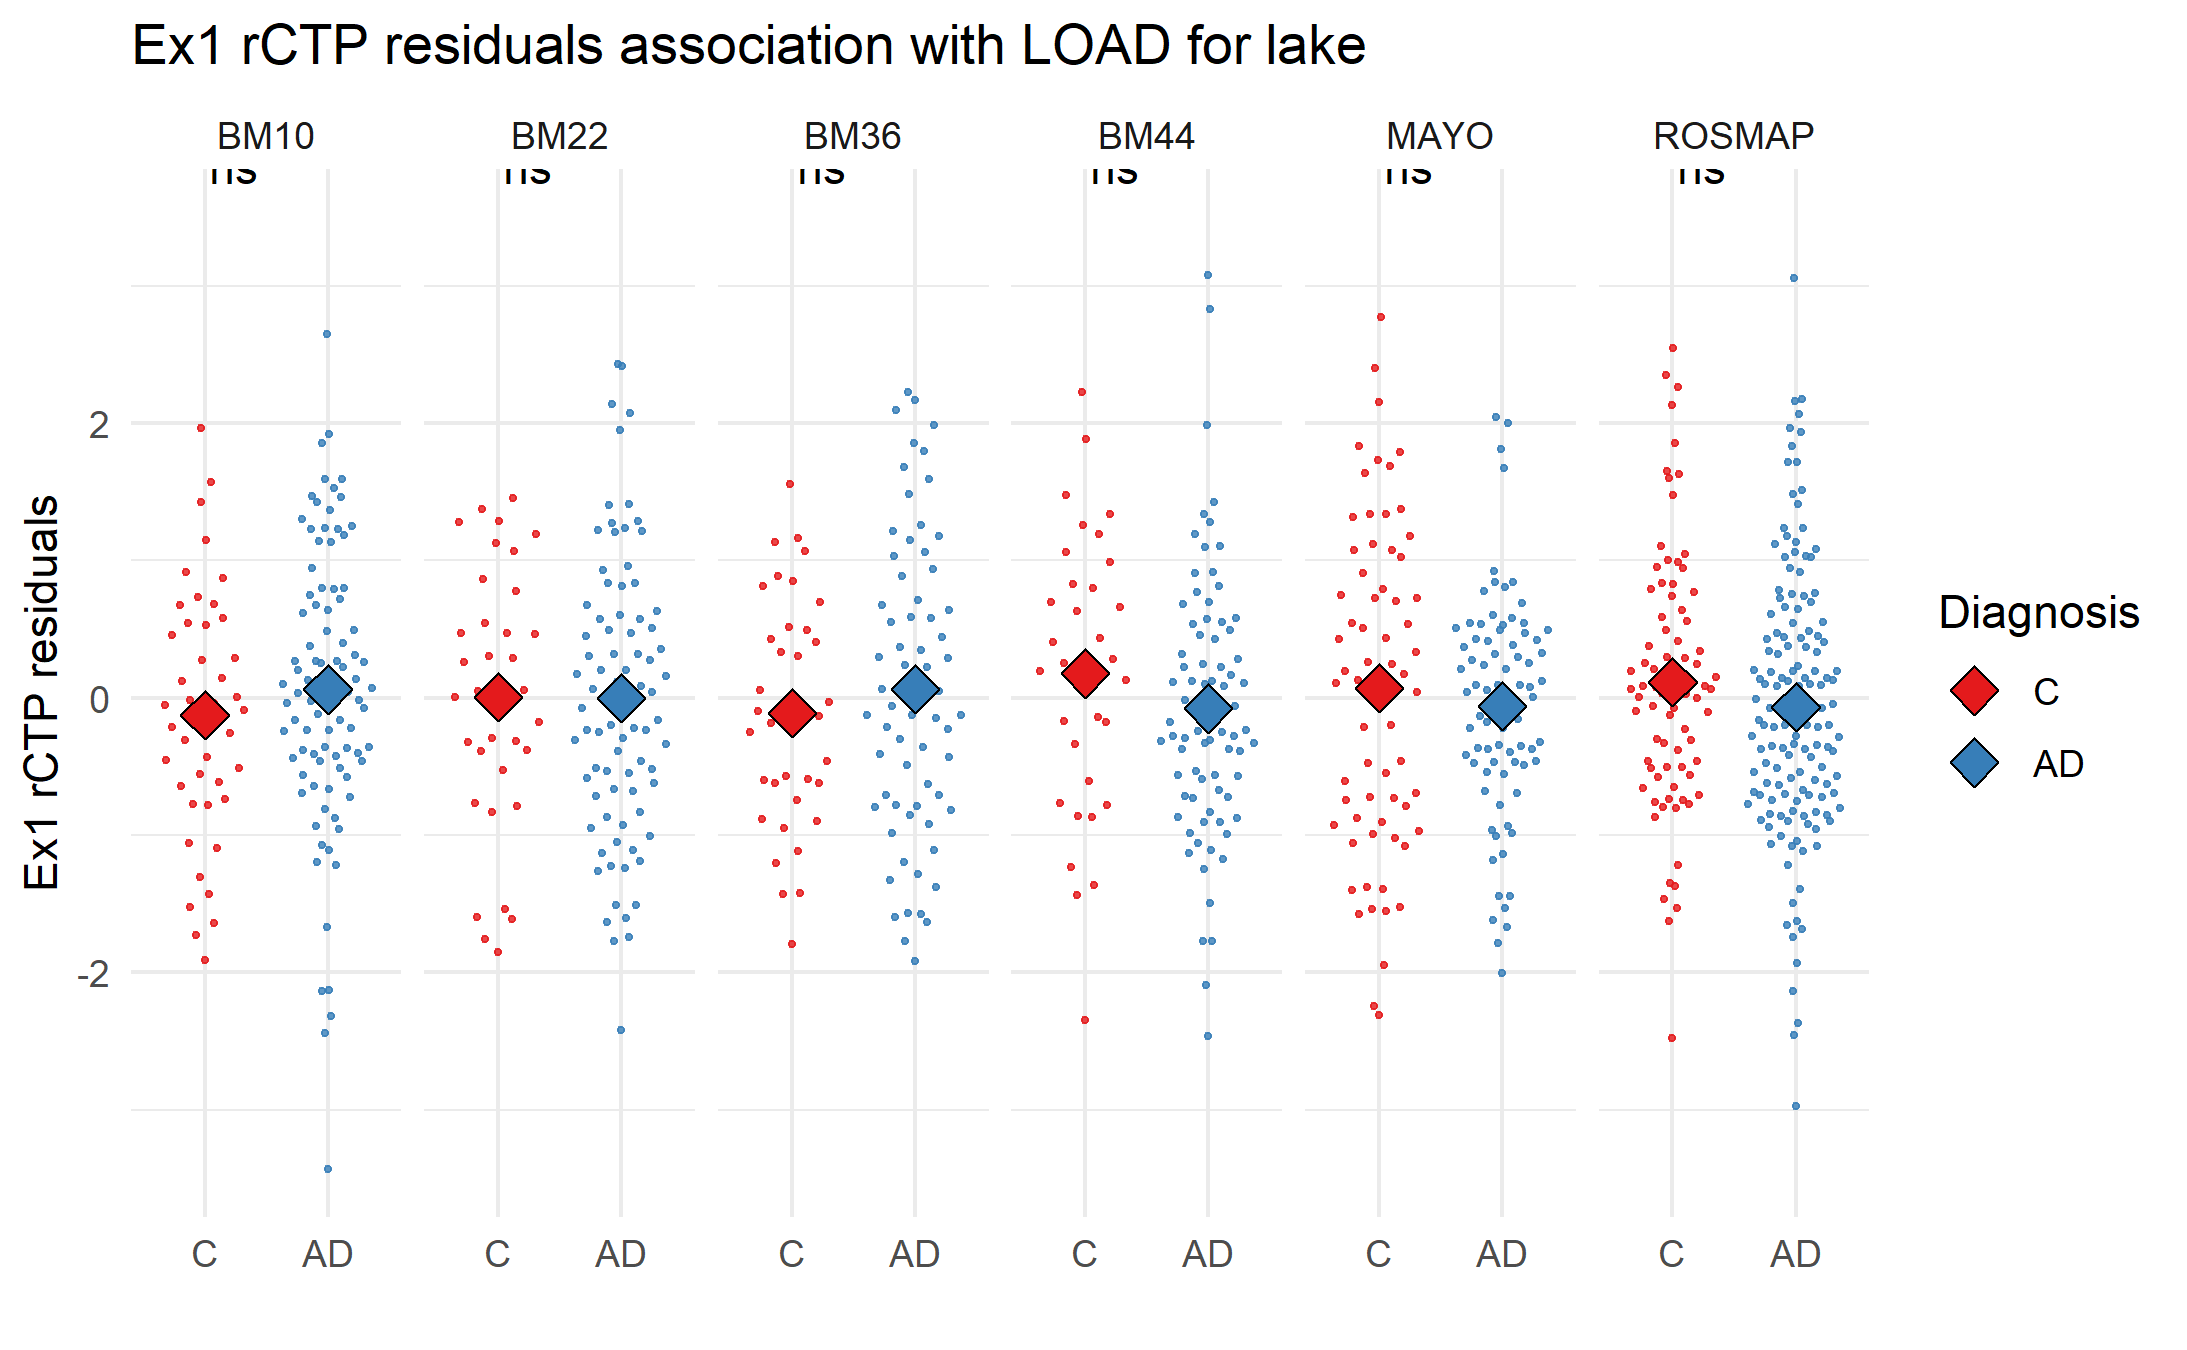 Ex1 rCTP residuals association with LOAD for lake
BM10 BM22 BM36 BM44 MAYO ROSMAP
ns ns ns ns ns ns
Ex1 rCTP residuals
2
0
-2
C AD C AD C AD C AD C AD C AD
Diagnosis
C
AD